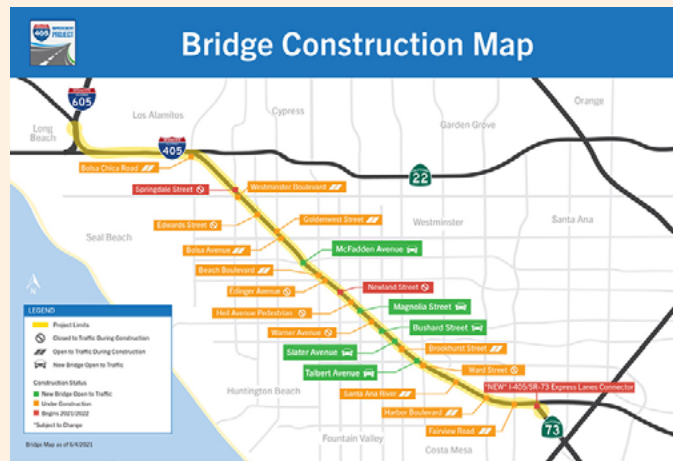 405
IMPROVEMENT
PROJECT
Bridge Construction Map
INTERSTATE
605
Long
Beach
Los Alamitos
Cypress
Orange
Garden Grove
INTERSTATE
405
22
Bolsa Chica Road
Springdale Street
Westminster Boulevard
Edwards Street
Goldenwest Street
Westminster
Santa Ana
Seal Beach
Bolsa Avenue
McFadden Avenue
Beach Boulevard
Edinger Avenue
Newland Street
Heil Avenue Pedestrian
Magnolia Street
Warner Avenue
Bushard Street
Slater Avenue
Brookhurst Street
Talbert Avenue
Ward Street
*NEW* I-405/SR-73 Express Lanes Connector
Santa Ana River
Huntington Beach
Harbor Boulevard
Fairview Road
73
Fountain Valley
Costa Mesa
N
LEGEND
Project Limits
Closed to Traffic During Construction
Open to Traffic During Construction
New Bridge Open to Traffic
Construction Status
New Bridge Open to Traffic
Under Construction
Begins 2021/2022
*Subject to Change
Bridge Map as of 6/4/2021